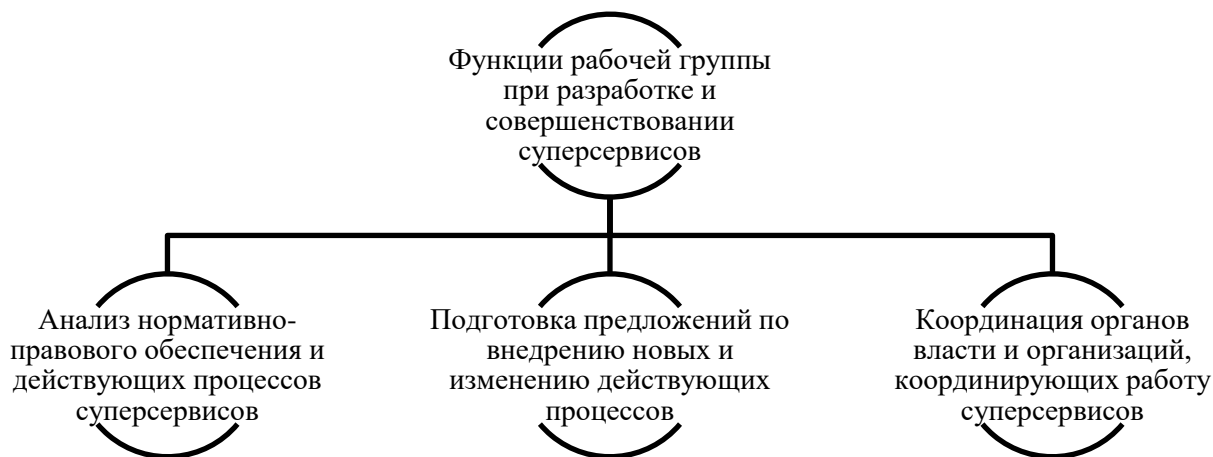 Функции рабочей группы
при разработке и
совершенствовании
суперсервисов
Анализ нормативно-
правового обеспечения и
действующих процессов
суперсервисов
Подготовка предложений по
внедрению новых и
изменению действующих
процессов
Координация органов
власти и организаций,
координирующих работу
суперсервисов